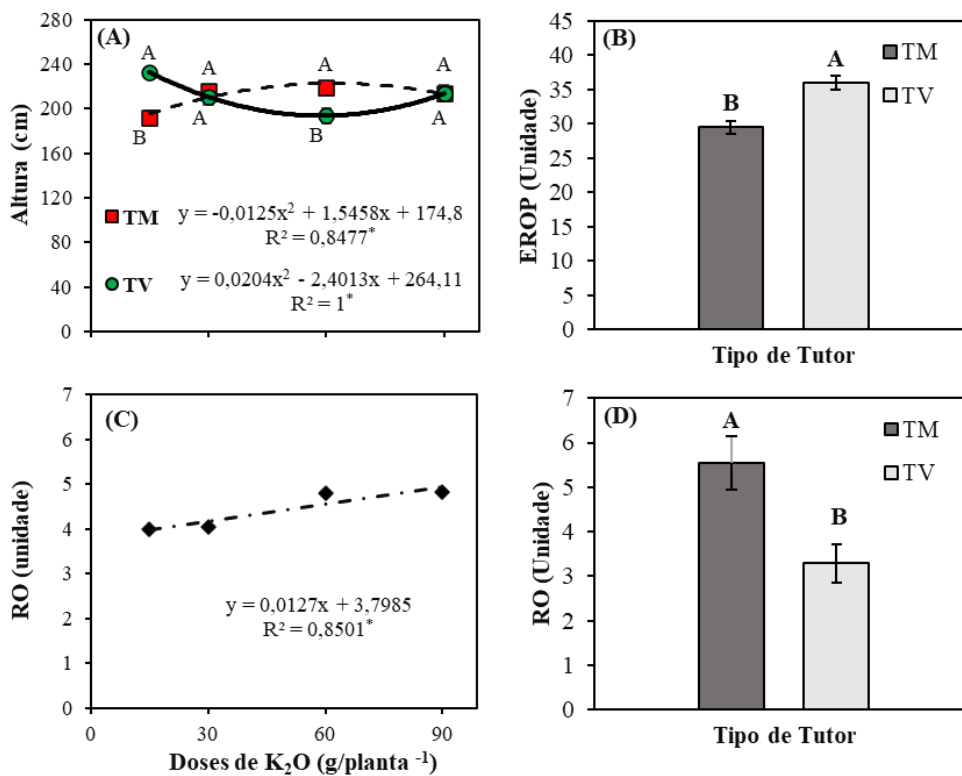 (A)
Altura (cm)
280
240
200
160
120
80
40
0
A
A
A
A
B
A
B
A
TM
y = -0,0125x² + 1,5458x + 174,8
R² = 0,8477*
TV
y = 0,0204x² - 2,4013x + 264,11
R² = 1*
(B)
EROP (Unidade)
45
40
35
30
25
20
15
10
5
0
B
A
TM
TV
Tipo de Tutor
(C)
RO (unidade)
7
6
5
4
3
2
1
0
y = 0,0127x + 3,7985
R² = 0,8501*
0 30 60 90
Doses de K₂O (g/planta ⁻¹)
(D)
RO (Unidade)
7
6
5
4
3
2
1
0
A
B
TM
TV
Tipo de Tutor